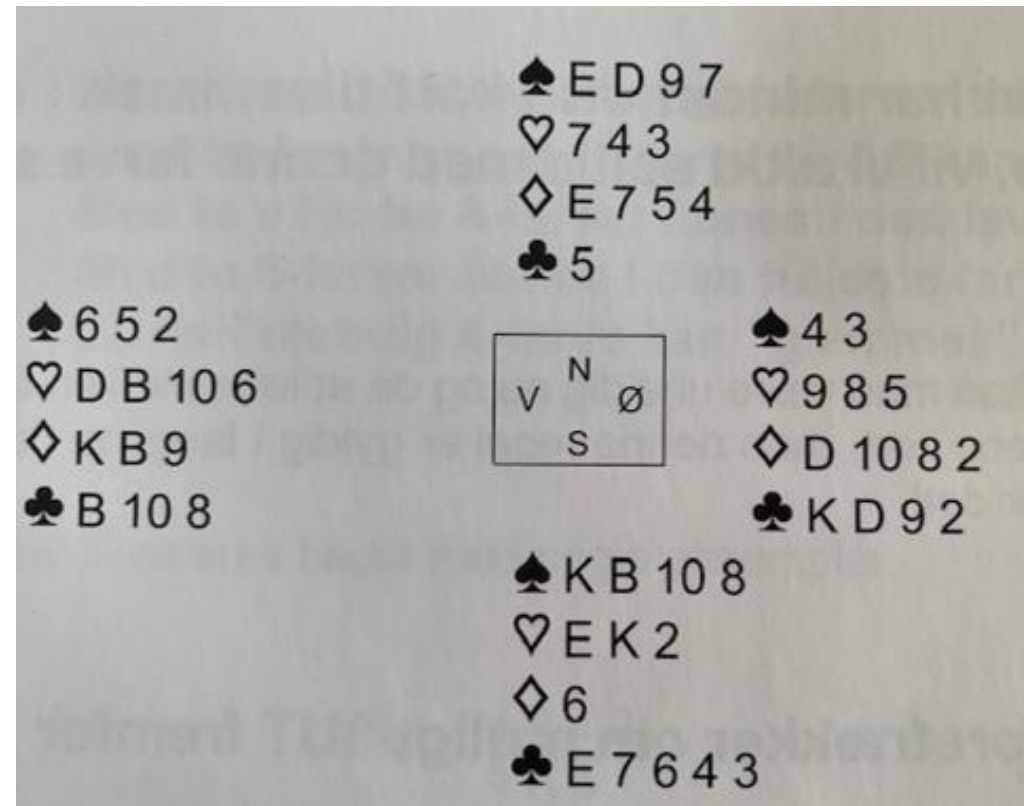 ♠ E D 9 7
♡ 7 4 3
♢ E 7 5 4
♣ 5
♠ 6 5 2
♡ D B 10 6
♢ K B 9
♣ B 10 8
N
V Ø
S
♠ 4 3
♡ 9 8 5
♢ D 10 8 2
♣ K D 9 2
♠ K B 10 8
♡ E K 2
♢ 6
♣ E 7 6 4 3